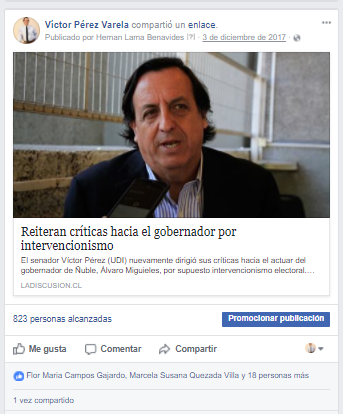 Víctor Pérez Varela compartió un enlace.
Publicado por Hernan Lama Benavides [?] · 3 de diciembre de 2017 ·
Reiteran críticas hacia el gobernador por
intervencionismo
El senador Víctor Pérez (UDI) nuevamente dirigió sus críticas hacia el actuar del
gobernador de Ñuble, Álvaro Miguieles, por supuesto intervencionismo electoral....
LADISCUSION.CL
823 personas alcanzadas
Promocionar publicación
Me gusta Comentar Compartir
Flor Maria Campos Gajardo, Marcela Susana Quezada Villa y 18 personas más
1 vez compartido